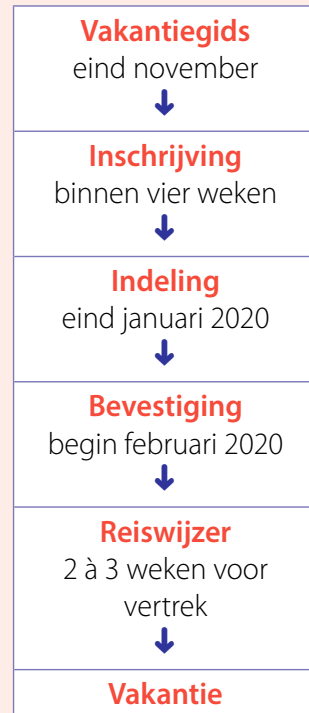 Vakantiegids
eind november
Inschrijving
binnen vier weken
Indeling
eind januari 2020
Bevestiging
begin februari 2020
Reiswijzer
2 à 3 weken voor
vertrek
Vakantie